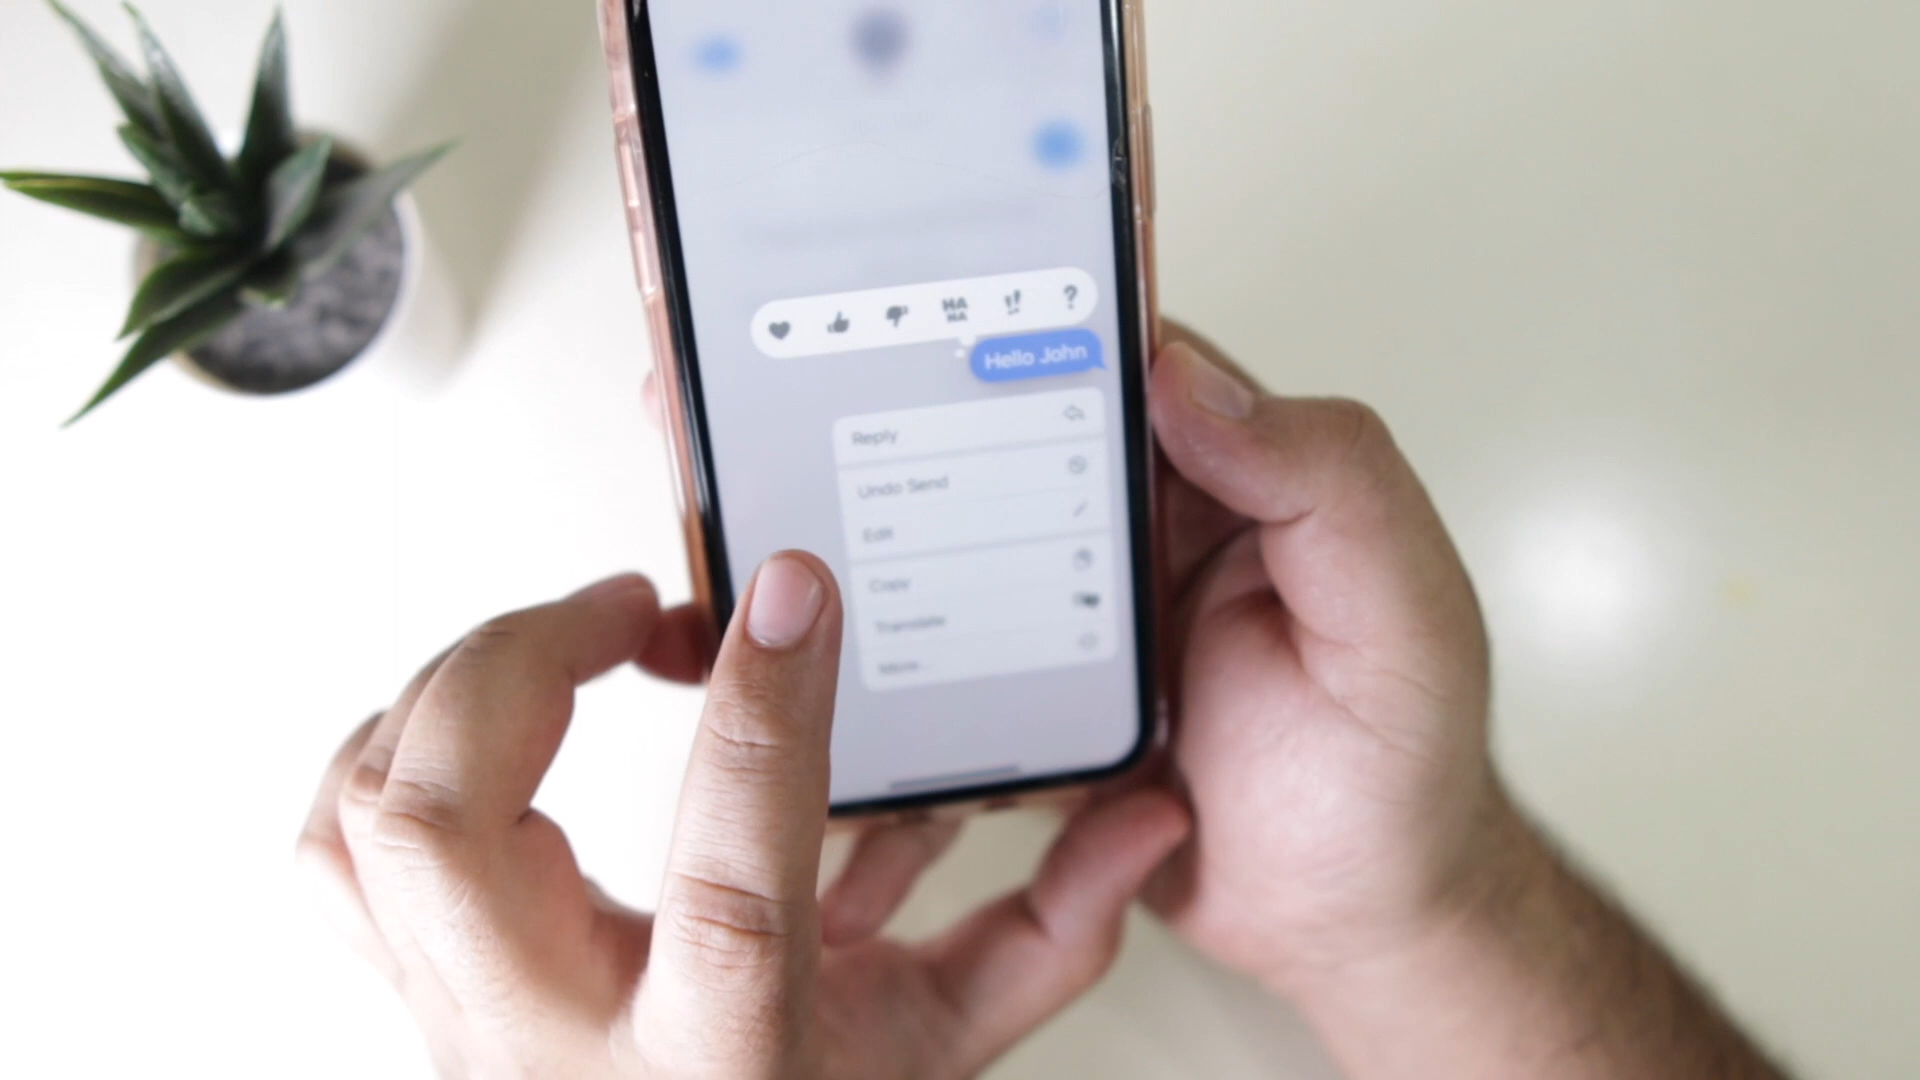 HA
HA
?
Hello John
Reply
Undo Send
Edit
Copy
Translate
More...